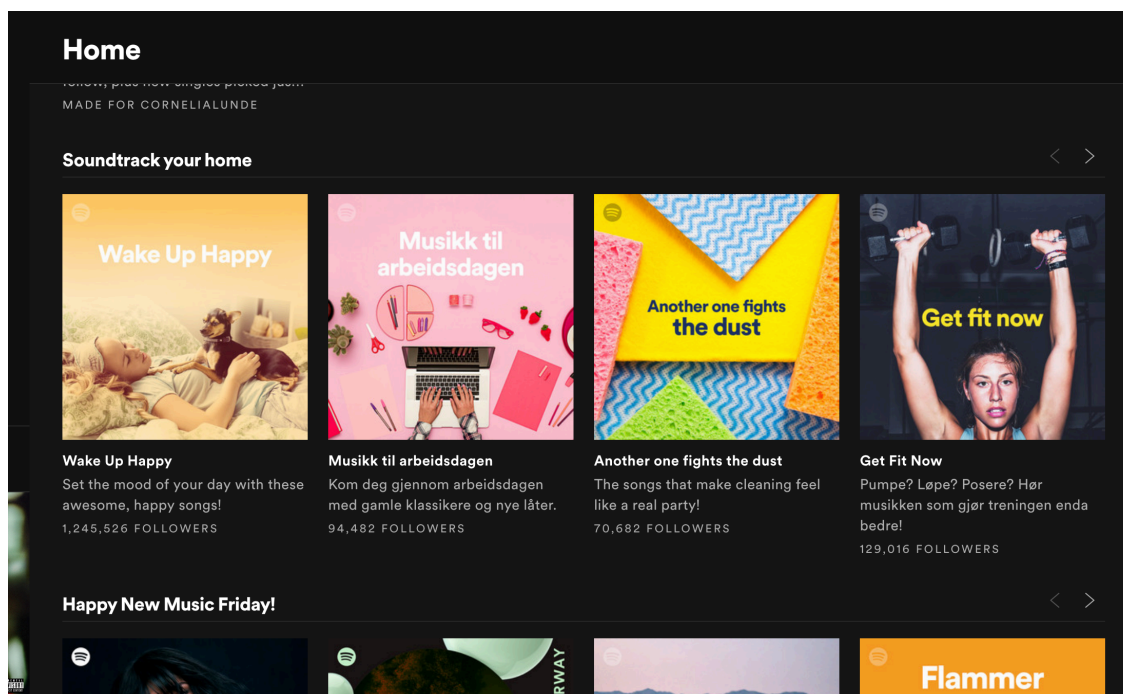 Home
MADE FOR CORNELIALUNDE
Soundtrack your home
Wake Up Happy
Musikk til
arbeidsdagen
Another one fights
the dust
Get fit now
Wake Up Happy
Set the mood of your day with these
awesome, happy songs!
1,245,526 FOLLOWERS
Musikk til arbeidsdagen
Kom deg gjennom arbeidsdagen
med gamle klassikere og nye låter.
94,482 FOLLOWERS
Another one fights the dust
The songs that make cleaning feel
like a real party!
70,682 FOLLOWERS
Get Fit Now
Pumpe? Løpe? Posere? Hør
musikken som gjør treningen enda
bedre!
129,016 FOLLOWERS
Happy New Music Friday!
RWAY
Flammer